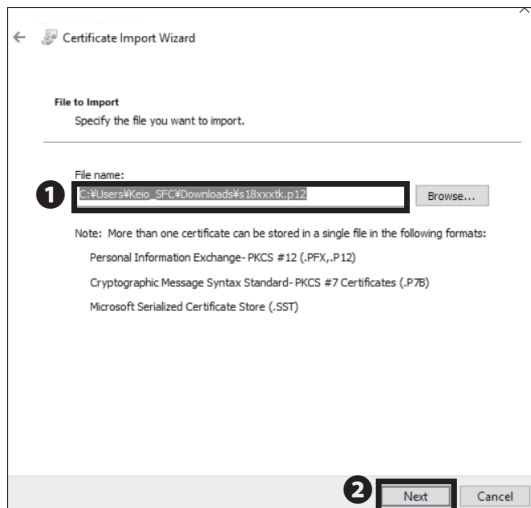 ← Certificate Import Wizard
File to Import
Specify the file you want to import.
File name:
❶ C:¥Users¥Keio_SFC¥Downloads¥s18xxxtk.p12 Browse...
Note: More than one certificate can be stored in a single file in the following formats:
Personal Information Exchange- PKCS #12 (.PFX,.P12)
Cryptographic Message Syntax Standard- PKCS #7 Certificates (.P7B)
Microsoft Serialized Certificate Store (.SST)
❷ Next Cancel